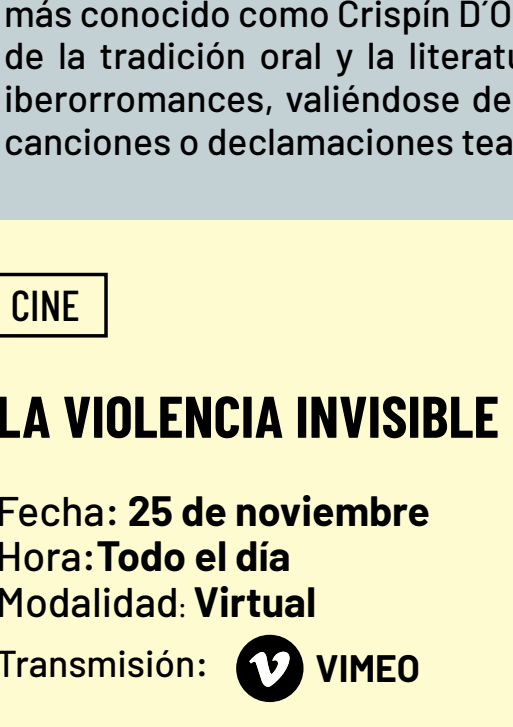 más conocido como Crispín D´O
de la tradición oral y la literatu
iberorromances, valiéndose de
canciones o declamaciones tea
CINE
LA VIOLENCIA INVISIBLE
Fecha: 25 de noviembre
Hora:Todo el día
Modalidad: Virtual
Transmisión: VIMEO